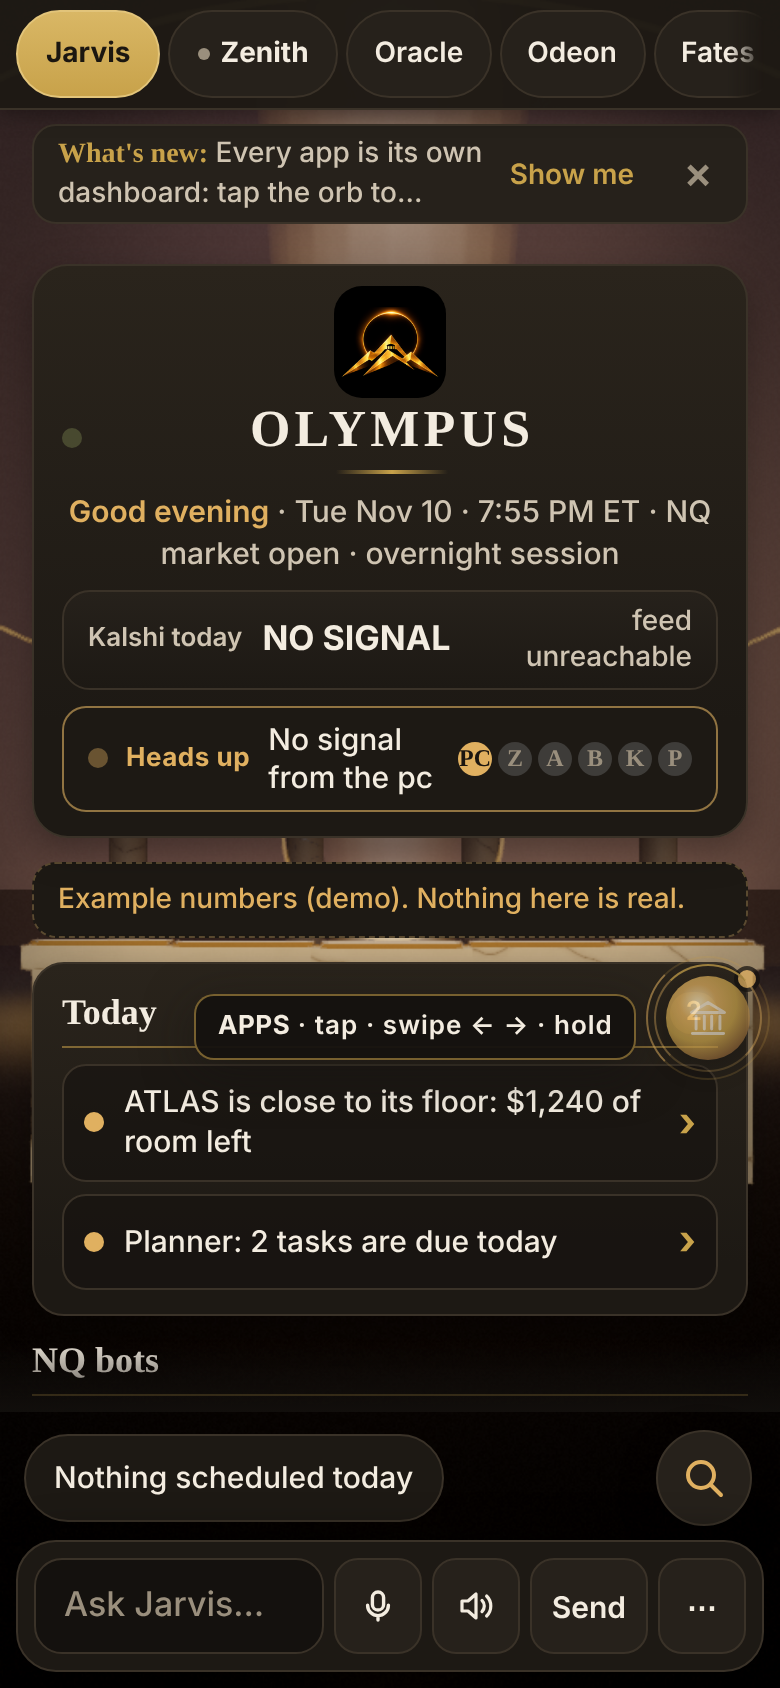 Jarvis
Zenith
Oracle
Odeon
Fates
What's new: Every app is its own
dashboard: tap the orb to...
Show me
×
OLYMPUS
Good evening · Tue Nov 10 · 7:55 PM ET · NQ
market open · overnight session
Kalshi today
NO SIGNAL
feed
unreachable
Heads up
No signal
from the pc
PC
Z
A
B
K
P
Example numbers (demo). Nothing here is real.
Today
APPS · tap · swipe ← → · hold
2
ATLAS is close to its floor: $1,240 of
room left
Planner: 2 tasks are due today
NQ bots
Nothing scheduled today
Ask Jarvis...
Send
...